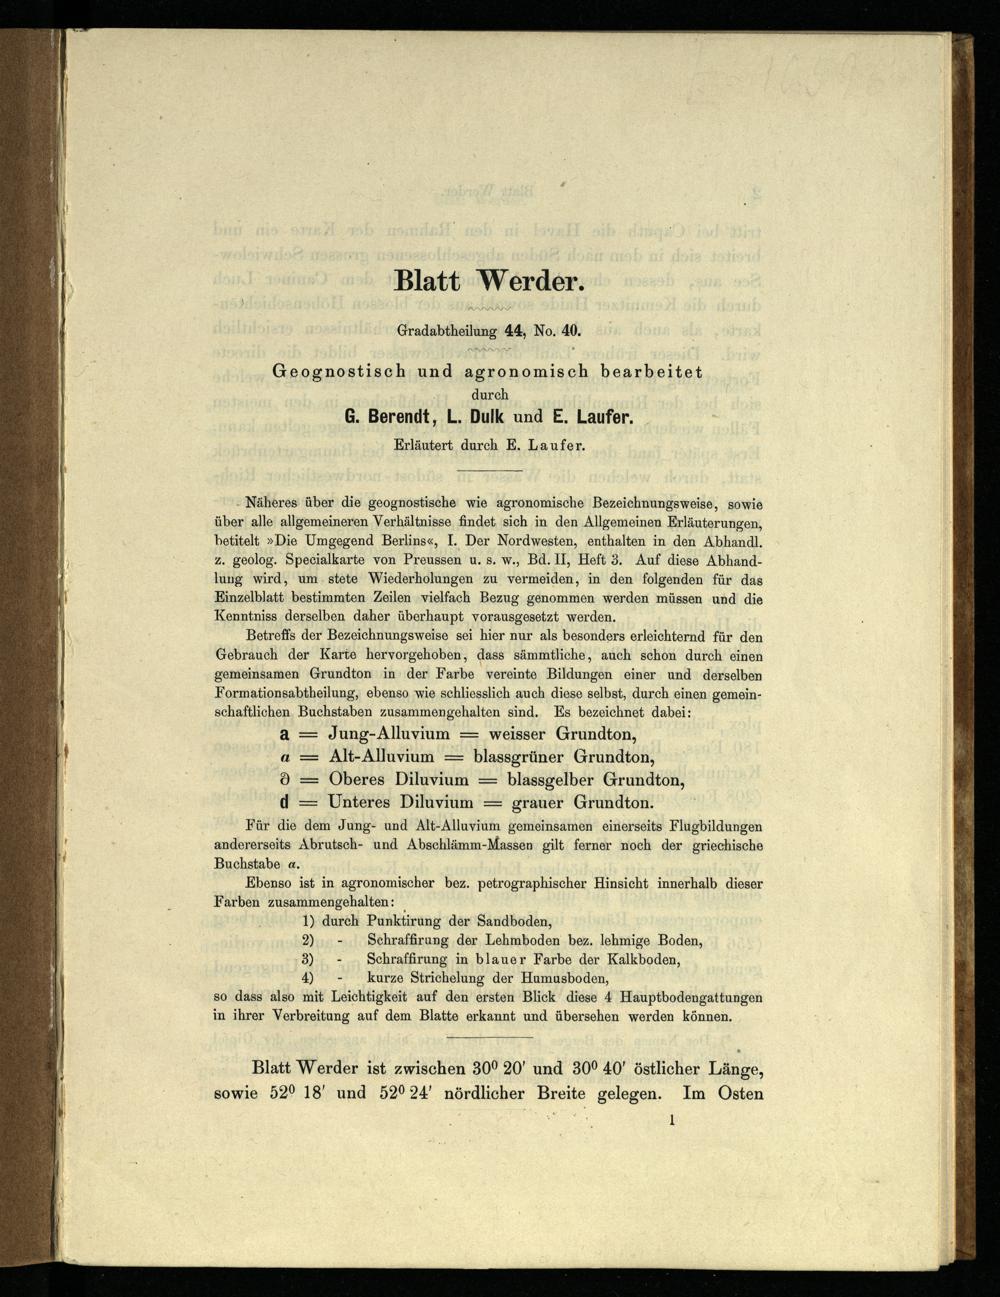 Blatt Werder.
Gradabtheilung 44, No. 40.
Geognostisch und agronomisch bearbeitet
durch
G. Berendt, L. Dulk und E. Laufer.
Erläutert durch E. Laufer.
Näheres über die geognostische wie agronomische Bezeichnungsweise, sowie
über alle allgemeineren Verhältnisse findet sich in den Allgemeinen Erläuterungen,
betitelt »Die Umgegend Berlins«, I. Der Nordwesten, enthalten in den Abhandl.
z. geolog. Specialkarte von Preussen u. s. w., Bd. II, Heft 3. Auf diese Abhand-
lung wird, um stete Wiederholungen zu vermeiden, in den folgenden für das
Einzelblatt bestimmten Zeilen vielfach Bezug genommen werden müssen und die
Kenntniss derselben daher überhaupt vorausgesetzt werden.
Betreffs der Bezeichnungsweise sei hier nur als besonders erleichternd für den
Gebrauch der Karte hervorgehoben, dass sämmtliche, auch schon durch einen
gemeinsamen Grundton in der Farbe vereinte Bildungen einer und derselben
Formationsabtheilung, ebenso wie schliesslich auch diese selbst, durch einen gemein-
schaftlichen Buchstaben zusammengehalten sind. Es bezeichnet dabei:
a = Jung-Alluvium = weisser Grundton,
a = Alt-Alluvium = blassgrüner Grundton,
∂ = Oberes Diluvium = blassgelber Grundton,
d = Unteres Diluvium = grauer Grundton.
Für die dem Jung- und Alt-Alluvium gemeinsamen einerseits Flugbildungen
andererseits Abrutsch- und Abschlämm-Massen gilt ferner noch der griechische
Buchstabe α.
Ebenso ist in agronomischer bez. petrographischer Hinsicht innerhalb dieser
Farben zusammengehalten:
1) durch Punktirung der Sandboden,
2) - Schraffirung der Lehmboden bez. lehmige Boden,
3) - Schraffirung in blauer Farbe der Kalkboden,
4) - kurze Strichelung der Humusboden,
so dass also mit Leichtigkeit auf den ersten Blick diese 4 Hauptbodengattungen
in ihrer Verbreitung auf dem Blatte erkannt und übersehen werden können.
Blatt Werder ist zwischen 30⁰ 20′ und 30⁰ 40′ östlicher Länge,
sowie 52⁰ 18′ und 52⁰ 24′ nördlicher Breite gelegen. Im Osten
1